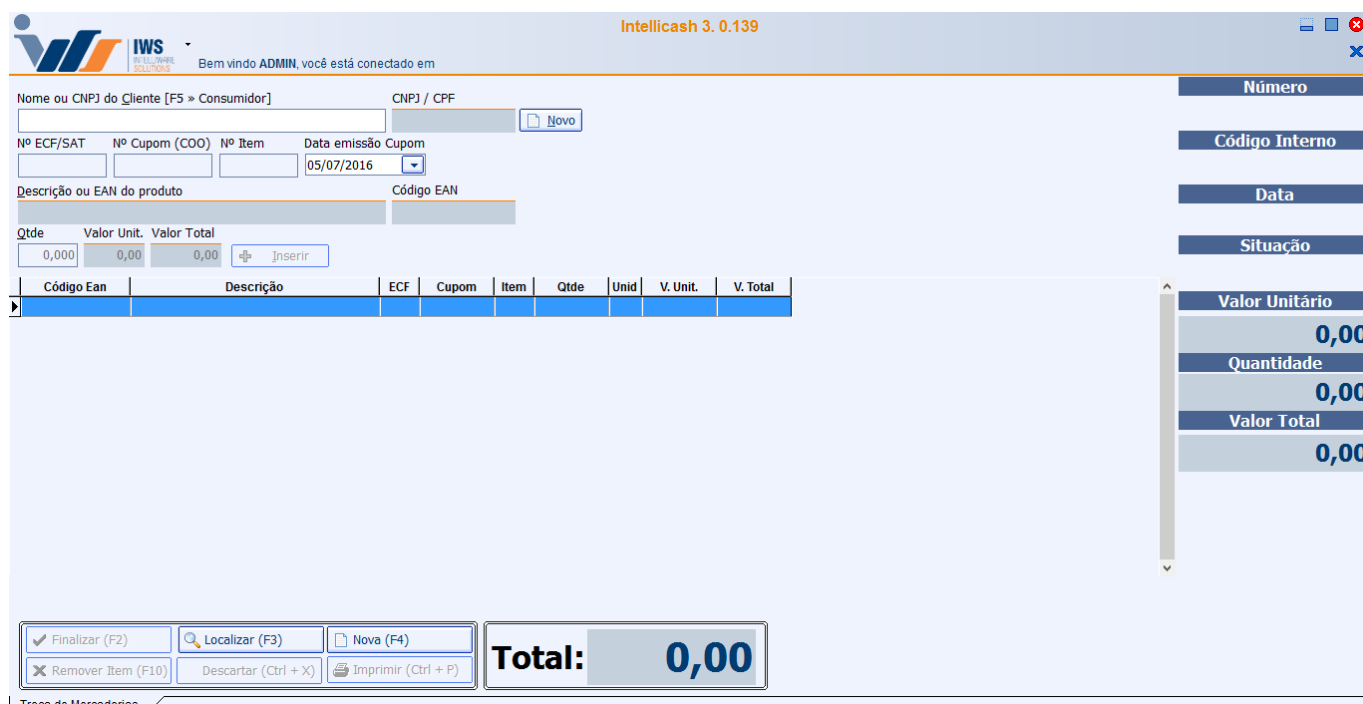 Intellicash 3. 0.139
IWS
INTELLIWARE
SOLUTIONS
Bem vindo ADMIN, você está conectado em
Nome ou CNPJ do Cliente [F5 » Consumidor] CNPJ / CPF
Novo
Nº ECF/SAT Nº Cupom (COO) Nº Item Data emissão Cupom
05/07/2016
Descrição ou EAN do produto Código EAN
Qtde Valor Unit. Valor Total
0,000 0,00 0,00 Inserir
Código Ean Descrição ECF Cupom Item Qtde Unid V. Unit. V. Total
Número
Código Interno
Data
Situação
Valor Unitário
0,00
Quantidade
0,00
Valor Total
0,00
Finalizar (F2) Localizar (F3) Nova (F4)
Remover Item (F10) Descartar (Ctrl + X) Imprimir (Ctrl + P)
Total: 0,00
Troca de Mercadorias